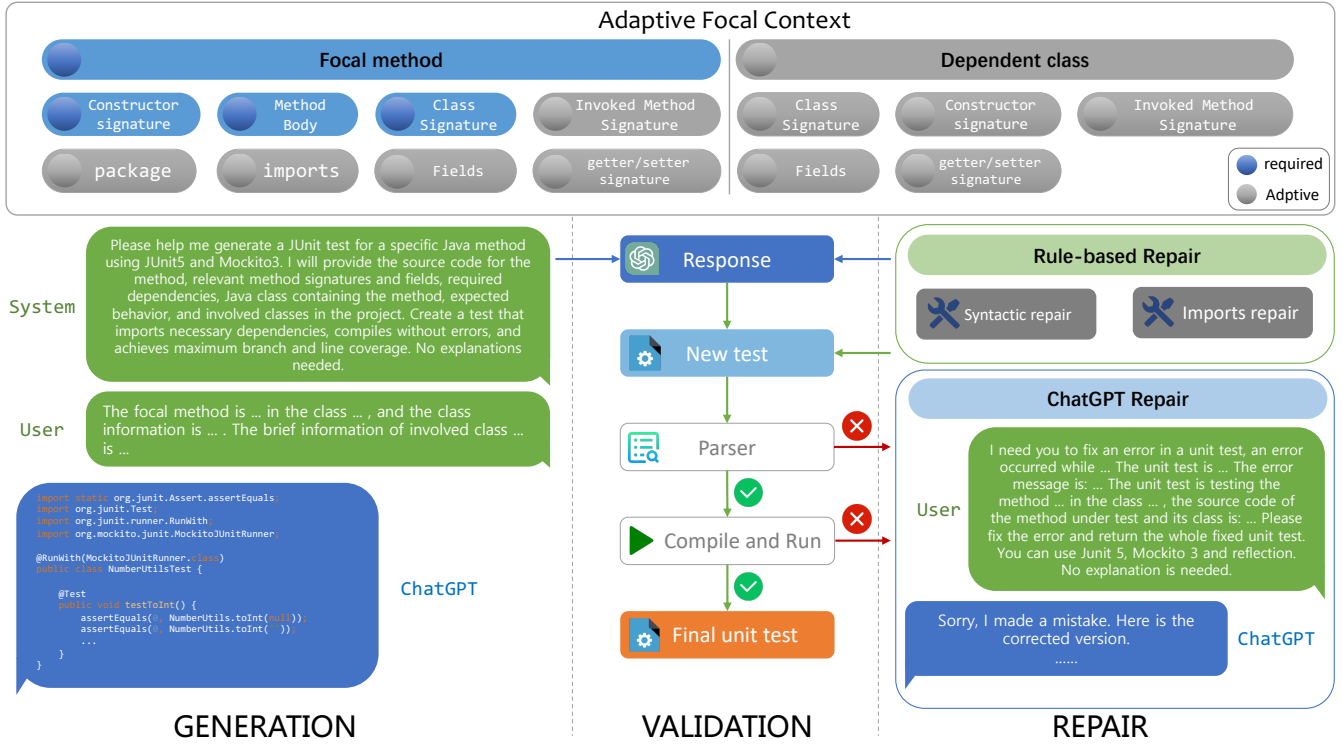 Adaptive Focal Context
Focal method
Dependent class
Constructor
signature
Method
Body
Class
Signature
Invoked Method
Signature
Class
Signature
Constructor
signature
Invoked Method
Signature
package
imports
Fields
getter/setter
signature
Fields
getter/setter
signature
required
Adptive
System
Please help me generate a JUnit test for a specific Java method
using JUnit5 and Mockito3. I will provide the source code for the
method, relevant method signatures and fields, required
dependencies, Java class containing the method, expected
behavior, and involved classes in the project. Create a test that
imports necessary dependencies, compiles without errors, and
achieves maximum branch and line coverage. No explanations
needed.
User
The focal method is ... in the class ... , and the class
information is ... . The brief information of involved class ...
is ...
import static org.junit.Assert.assertEquals;
import org.junit.Test;
import org.junit.runner.RunWith;
import org.mockito.junit.MockitoJUnitRunner;
@RunWith(MockitoJUnitRunner.class)
public class NumberUtilsTest {
@Test
public void testToInt() {
assertEquals(0, NumberUtils.toInt(null));
assertEquals(0, NumberUtils.toInt(""));
...
}
}
ChatGPT
GENERATION
Response
New test
Parser
Compile and Run
Final unit test
VALIDATION
Rule-based Repair
Syntactic repair
Imports repair
ChatGPT Repair
User
I need you to fix an error in a unit test, an error
occurred while ... The unit test is ... The error
message is: ... The unit test is testing the
method ... in the class ... , the source code of
the method under test and its class is: ... Please
fix the error and return the whole fixed unit test.
You can use Junit 5, Mockito 3 and reflection.
No explanation is needed.
Sorry, I made a mistake. Here is the
corrected version.
......
ChatGPT
REPAIR